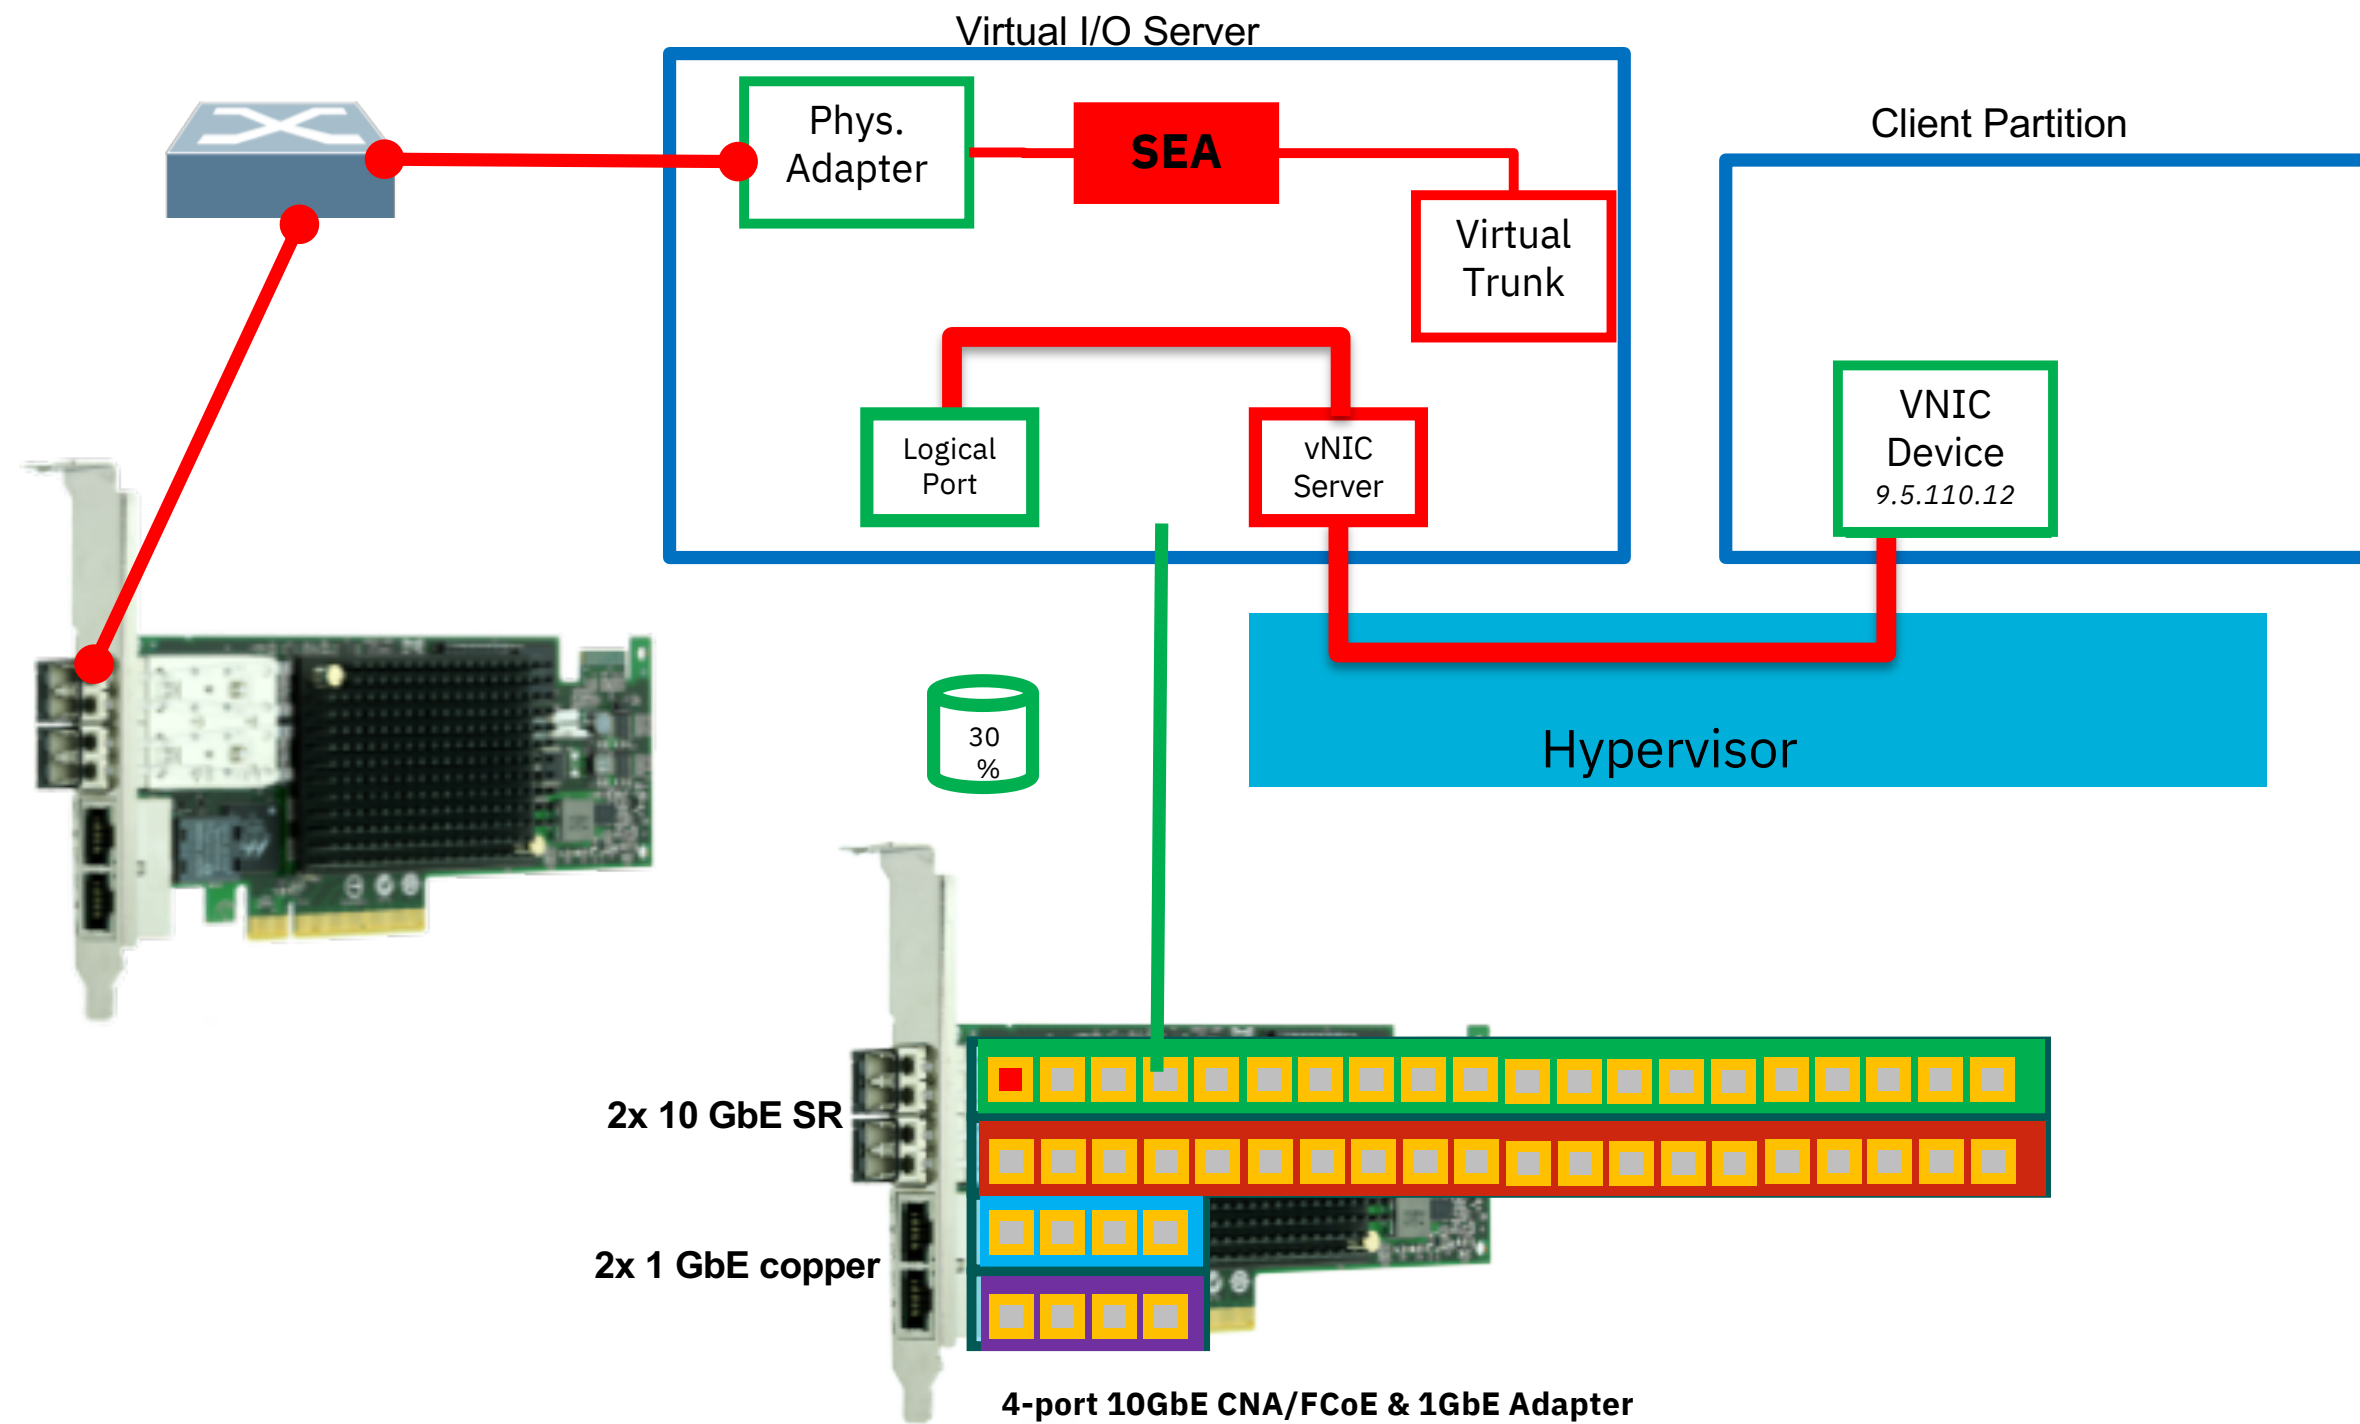 Virtual I/O Server
Phys.
Adapter
SEA
Client Partition
Virtual
Trunk
Logical
Port
vNIC
Server
VNIC
Device
9.5.110.12
30
%
Hypervisor
2x 10 GbE SR
2x 1 GbE copper
4-port 10GbE CNA/FCoE & 1GbE Adapter